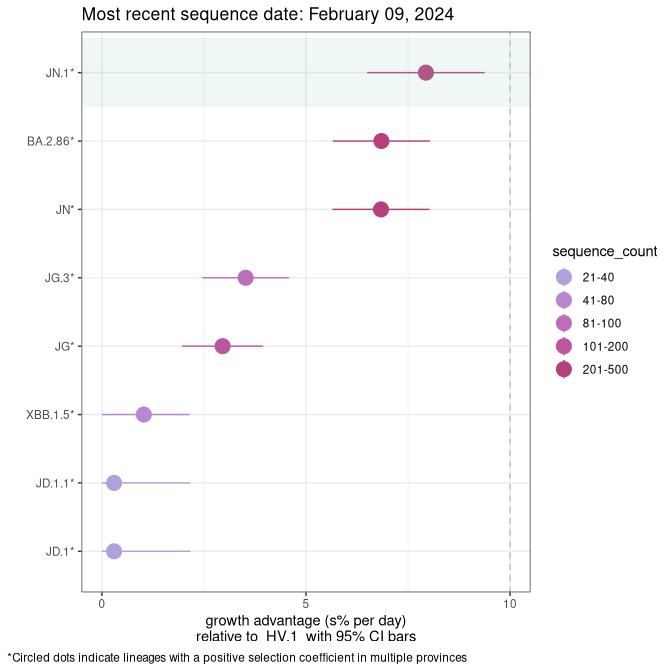 Most recent sequence date: February 09, 2024
JN.1*
BA.2.86*
JN*
JG.3*
JG*
XBB.1.5*
JD.1.1*
JD.1*
0 5 10
growth advantage (s% per day)
relative to HV.1 with 95% CI bars
sequence_count
21-40
41-80
81-100
101-200
201-500
*Circled dots indicate lineages with a positive selection coefficient in multiple provinces